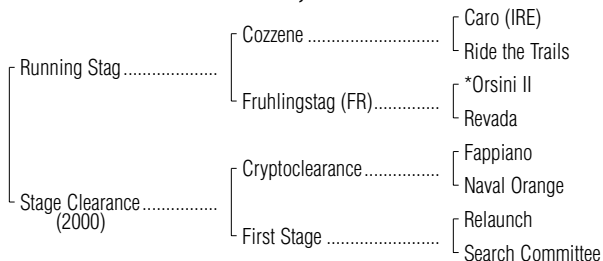 Caro (IRE)
Cozzene ..............................
Ride the Trails
Running Stag .....................
*Orsini II
Fruhlingstag (FR)...............
Revada
Fappiano
Cryptoclearance.................
Naval Orange
Stage Clearance.................
(2000)
Relaunch
First Stage .........................
Search Committee